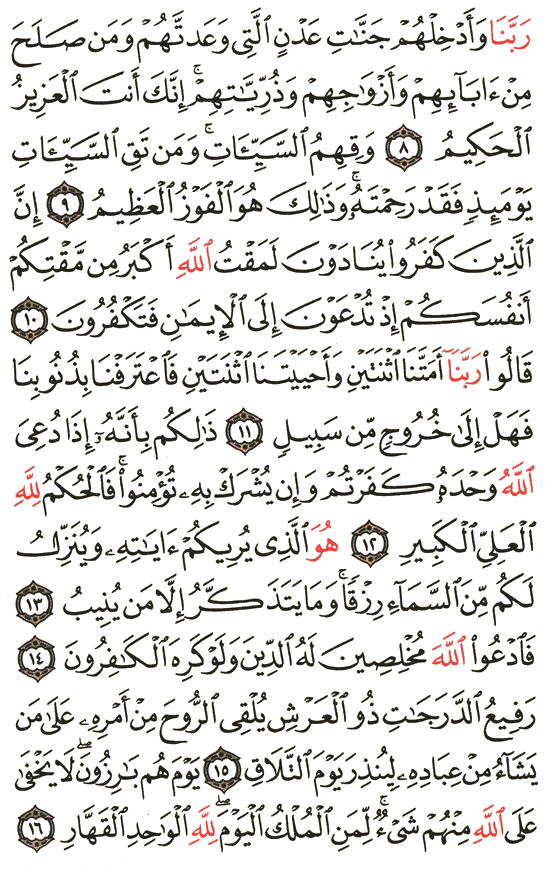 رَبَّنَا وَأَدْخِلْهُمْ جَنَّٰتِ عَدْنٍ ٱلَّتِى وَعَدتَّهُمْ وَمَن صَلَحَ
مِنْ ءَابَآئِهِمْ وَأَزْوَٰجِهِمْ وَذُرِّيَّٰتِهِمْ ۚ إِنَّكَ أَنتَ ٱلْعَزِيزُ
ٱلْحَكِيمُ ٨ وَقِهِمُ ٱلسَّيِّـَٔاتِ ۚ وَمَن تَقِ ٱلسَّيِّـَٔاتِ
يَوْمَئِذٍ فَقَدْ رَحِمْتَهُۥ ۚ وَذَٰلِكَ هُوَ ٱلْفَوْزُ ٱلْعَظِيمُ ٩ إِنَّ
ٱلَّذِينَ كَفَرُوا۟ يُنَادَوْنَ لَمَقْتُ ٱللَّهِ أَكْبَرُ مِن مَّقْتِكُمْ
أَنفُسَكُمْ إِذْ تُدْعَوْنَ إِلَى ٱلْإِيمَٰنِ فَتَكْفُرُونَ ١٠
قَالُوا۟ رَبَّنَآ أَمَتَّنَا ٱثْنَتَيْنِ وَأَحْيَيْتَنَا ٱثْنَتَيْنِ فَٱعْتَرَفْنَا بِذُنُوبِنَا
فَهَلْ إِلَىٰ خُرُوجٍ مِّن سَبِيلٍ ١١ ذَٰلِكُم بِأَنَّهُۥٓ إِذَا دُعِىَ
ٱللَّهُ وَحْدَهُۥ كَفَرْتُمْ وَإِن يُشْرَكْ بِهِۦ تُؤْمِنُوا۟ ۚ فَٱلْحُكْمُ لِلَّهِ
ٱلْعَلِىِّ ٱلْكَبِيرِ ١٢ هُوَ ٱلَّذِى يُرِيكُمْ ءَايَٰتِهِۦ وَيُنَزِّلُ
لَكُم مِّنَ ٱلسَّمَآءِ رِزْقًا ۚ وَمَا يَتَذَكَّرُ إِلَّا مَن يُنِيبُ ١٣
فَٱدْعُوا۟ ٱللَّهَ مُخْلِصِينَ لَهُ ٱلدِّينَ وَلَوْ كَرِهَ ٱلْكَٰفِرُونَ ١٤
رَفِيعُ ٱلدَّرَجَٰتِ ذُو ٱلْعَرْشِ يُلْقِى ٱلرُّوحَ مِنْ أَمْرِهِۦ عَلَىٰ مَن
يَشَآءُ مِنْ عِبَادِهِۦ لِيُنذِرَ يَوْمَ ٱلتَّلَاقِ ١٥ يَوْمَ هُم بَٰرِزُونَ ۖ لَا يَخْفَىٰ
عَلَى ٱللَّهِ مِنْهُمْ شَىْءٌ ۚ لِّمَنِ ٱلْمُلْكُ ٱلْيَوْمَ ۖ لِلَّهِ ٱلْوَٰحِدِ ٱلْقَهَّارِ ١٦